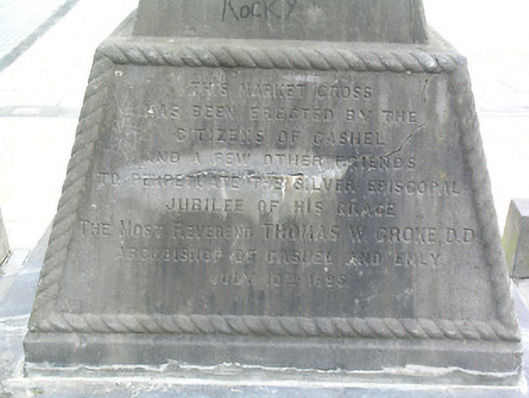 ROCKY
THIS MARKET CROSS
HAS BEEN ERECTED BY THE
CITIZENS OF CASHEL
AND A FEW OTHER FRIENDS
TO PERPETUATE THE SILVER EPISCOPAL
JUBILEE OF HIS GRACE
THE MOST REVEREND THOMAS W. CROKE, D.D
ARCHBISHOP OF CASHEL AND EMLY
JULY